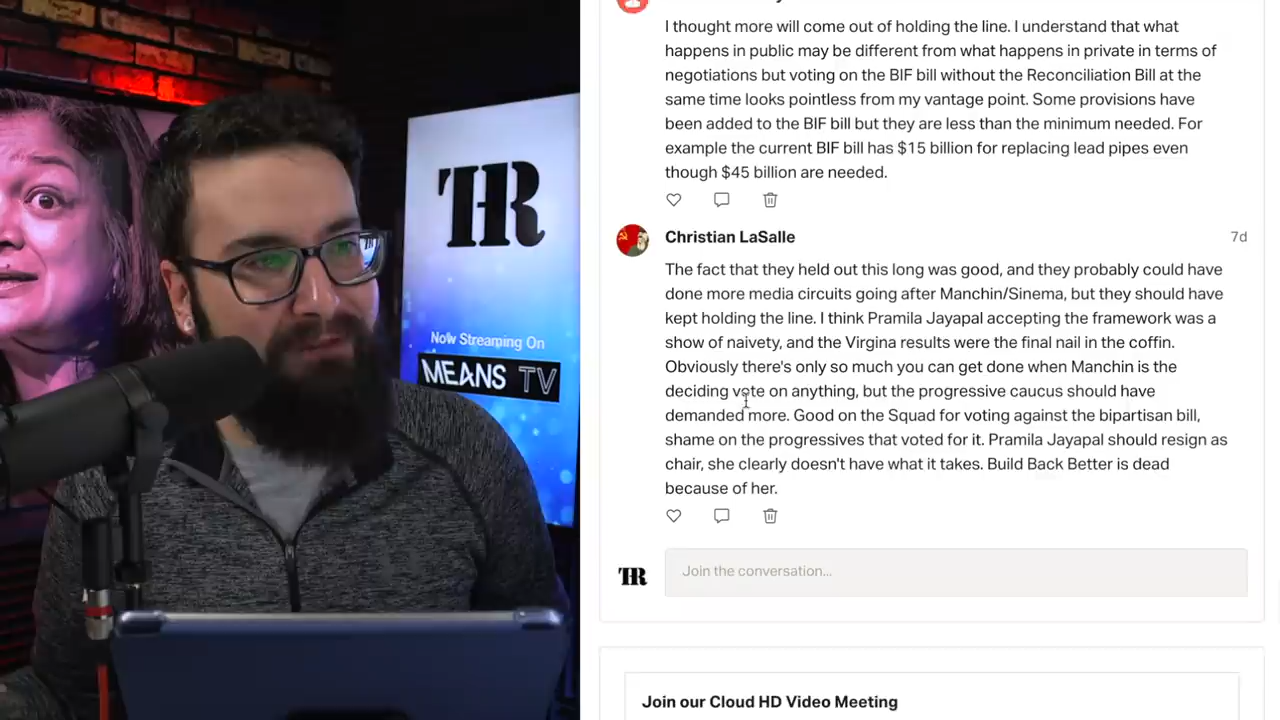 THR
Now Streaming On
MEANS TV
I thought more will come out of holding the line. I understand that what
happens in public may be different from what happens in private in terms of
negotiations but voting on the BIF bill without the Reconciliation Bill at the
same time looks pointless from my vantage point. Some provisions have
been added to the BIF bill but they are less than the minimum needed. For
example the current BIF bill has $15 billion for replacing lead pipes even
though $45 billion are needed.
Christian LaSalle
7d
The fact that they held out this long was good, and they probably could have
done more media circuits going after Manchin/Sinema, but they should have
kept holding the line. I think Pramila Jayapal accepting the framework was a
show of naivety, and the Virgina results were the final nail in the coffin.
Obviously there's only so much you can get done when Manchin is the
deciding vote on anything, but the progressive caucus should have
demanded more. Good on the Squad for voting against the bipartisan bill,
shame on the progressives that voted for it. Pramila Jayapal should resign as
chair, she clearly doesn't have what it takes. Build Back Better is dead
because of her.
THR
Join the conversation...
Join our Cloud HD Video Meeting